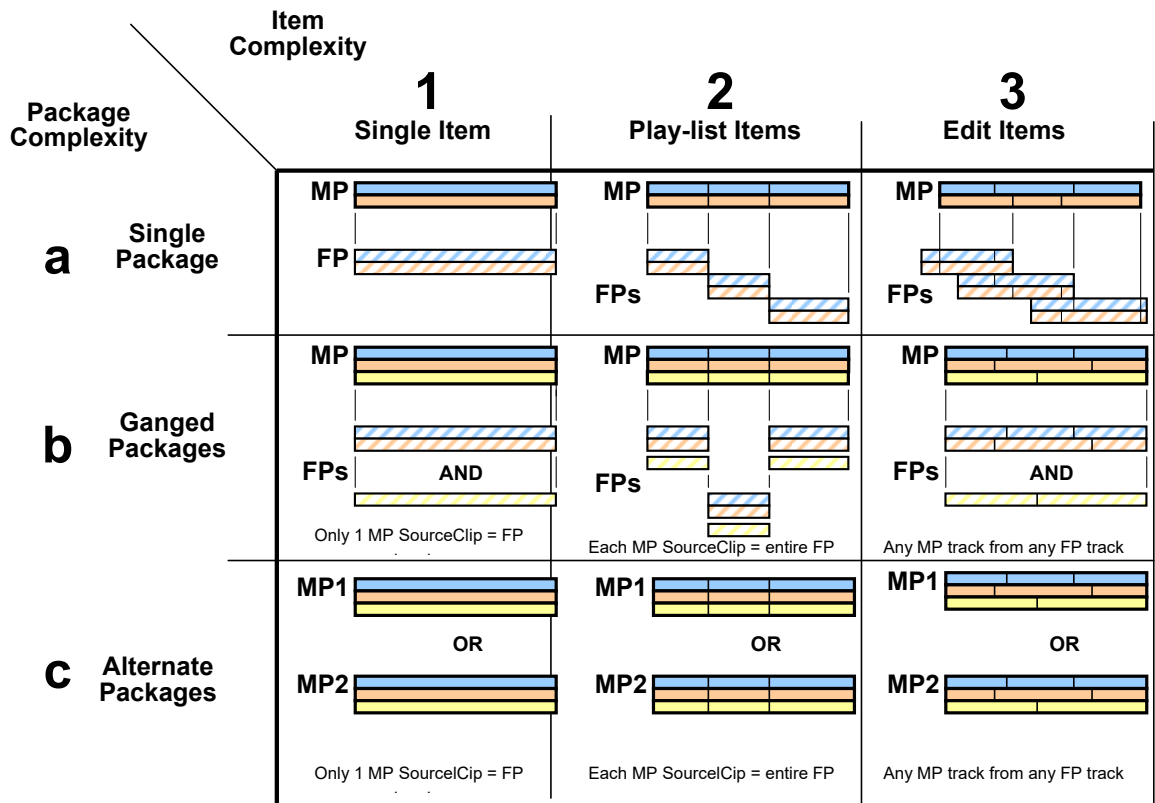 Item
Complexity
Package
Complexity
1
2
3
Single Item
Play-list Items
Edit Items
a
Single
Package
MP
FP
MP
FPs
MP
FPs
b
Ganged
Packages
MP
FPs
AND
Only 1 MP SourceClip = FP
MP
FPs
Each MP SourceClip = entire FP
MP
FPs
AND
Any MP track from any FP track
c
Alternate
Packages
MP1
OR
MP2
Only 1 MP SourcelCip = FP
MP1
OR
MP2
Each MP SourcelCip = entire FP
MP1
OR
MP2
Any MP track from any FP track